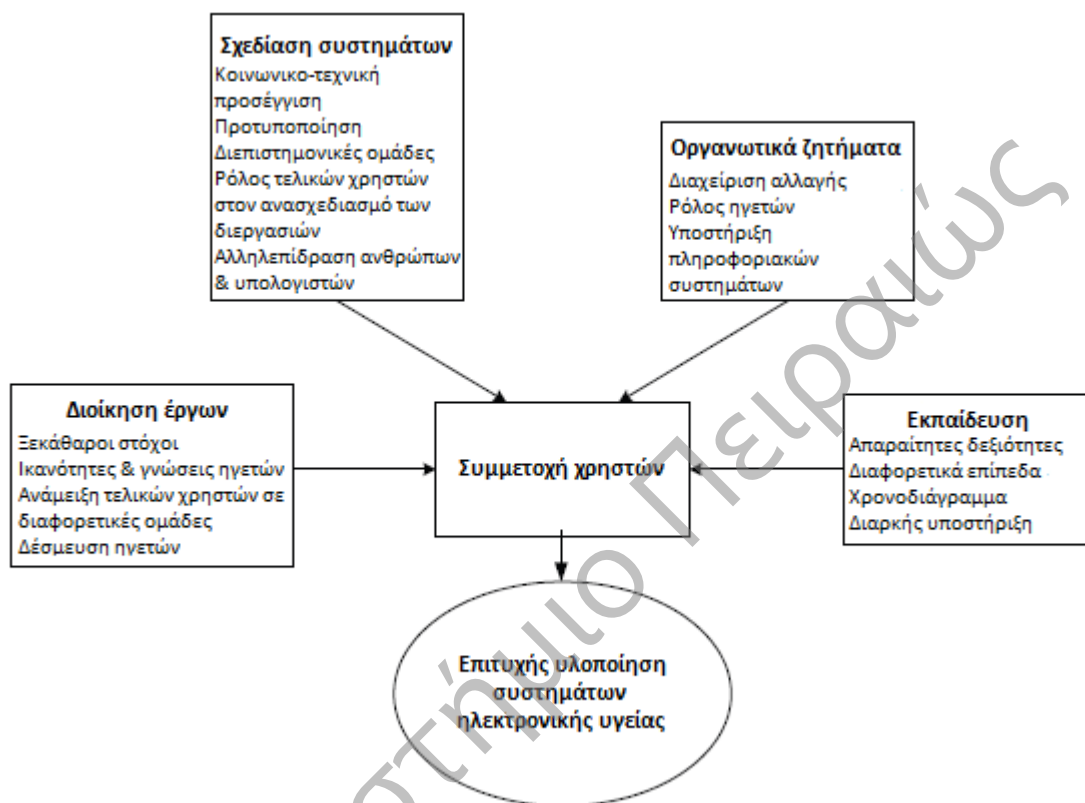 Σχεδίαση συστημάτων
Κοινωνικο-τεχνική
προσέγγιση
Προτυποποίηση
Διεπιστημονικές ομάδες
Ρόλος τελικών χρηστών
στον ανασχεδιασμό των
διεργασιών
Αλληλεπίδραση ανθρώπων
& υπολογιστών
Οργανωτικά ζητήματα
Διαχείριση αλλαγής
Ρόλος ηγετών
Υποστήριξη
πληροφοριακών
συστημάτων
Διοίκηση έργων
Ξεκάθαροι στόχοι
Ικανότητες & γνώσεις ηγετών
Ανάμειξη τελικών χρηστών σε
διαφορετικές ομάδες
Δέσμευση ηγετών
Συμμετοχή χρηστών
Εκπαίδευση
Απαραίτητες δεξιότητες
Διαφορετικά επίπεδα
Χρονοδιάγραμμα
Διαρκής υποστήριξη
Επιτυχής υλοποίηση
συστημάτων
ηλεκτρονικής υγείας
στήμιο Πειραιώς